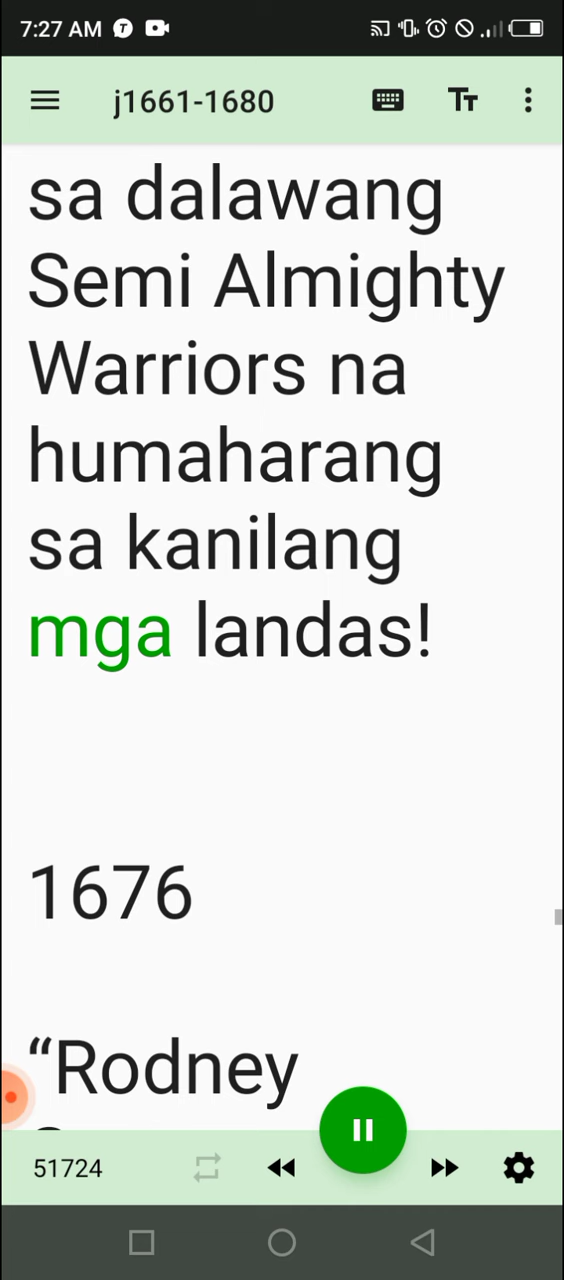 7:27 AM
j1661-1680
sa dalawang
Semi Almighty
Warriors na
humaharang
sa kanilang
mga landas!
1676
“Rodney
51724